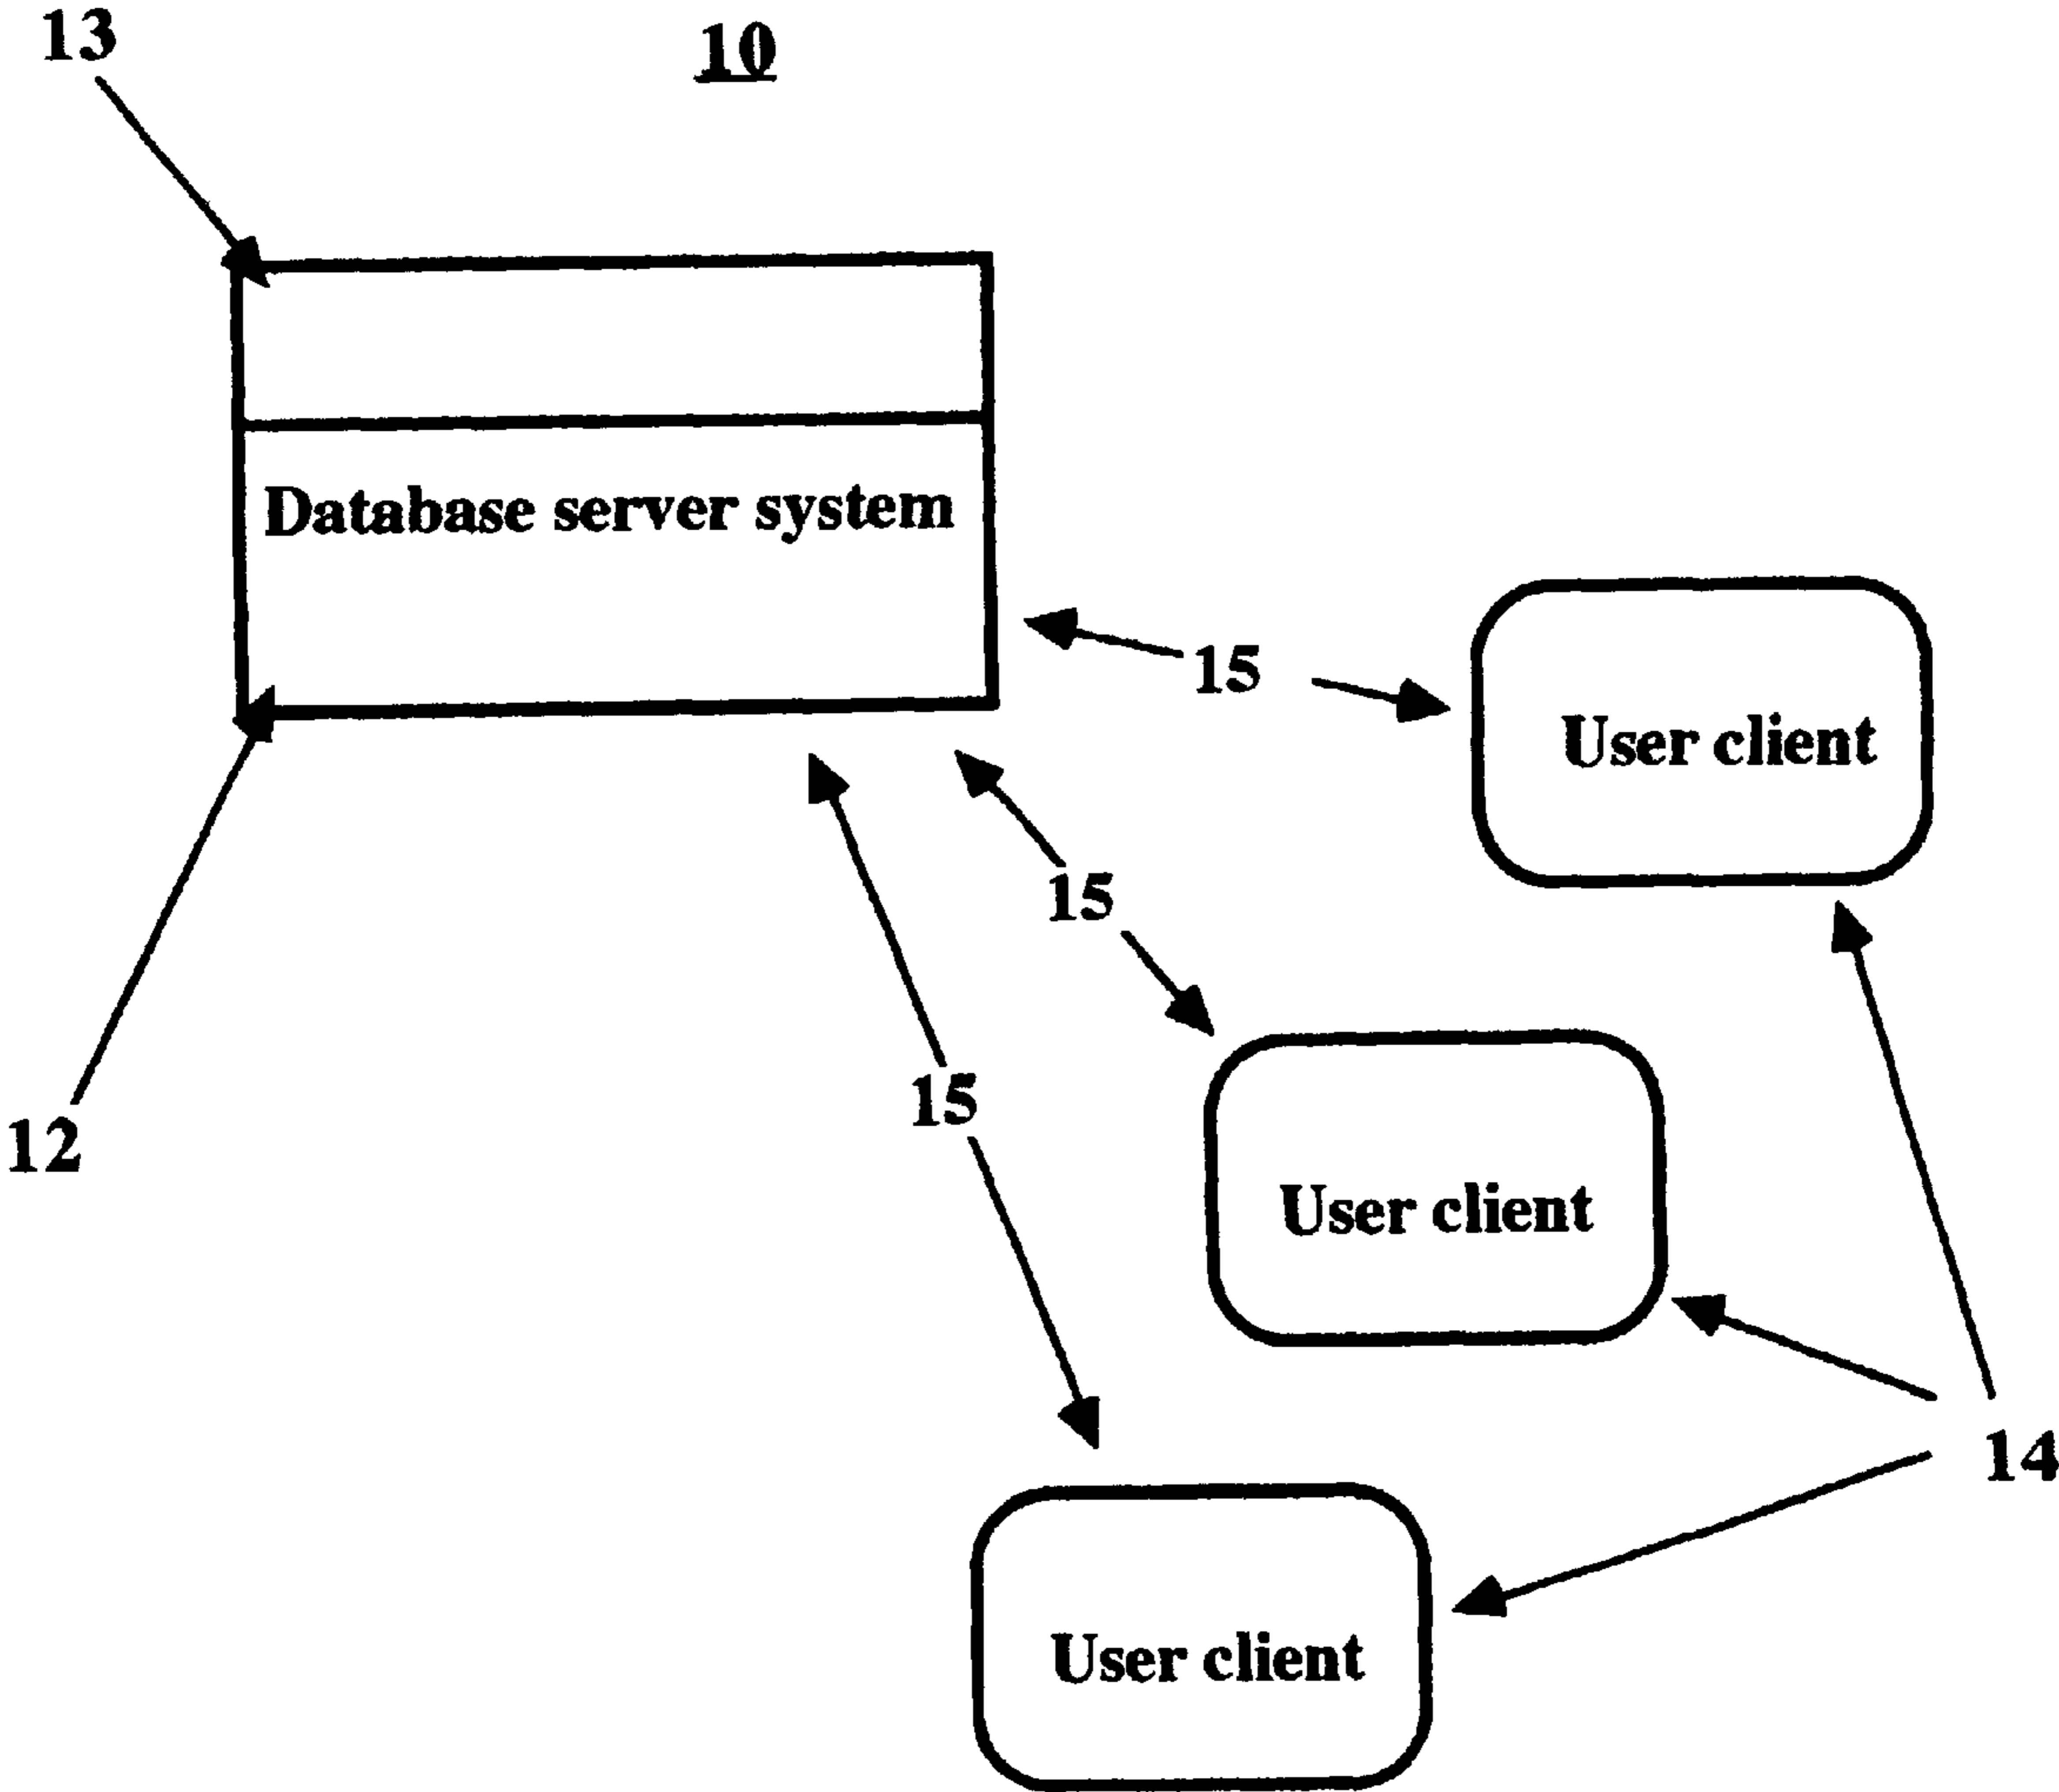 13
10
Database server system
15
User client
15
15
12
User client
14
User client